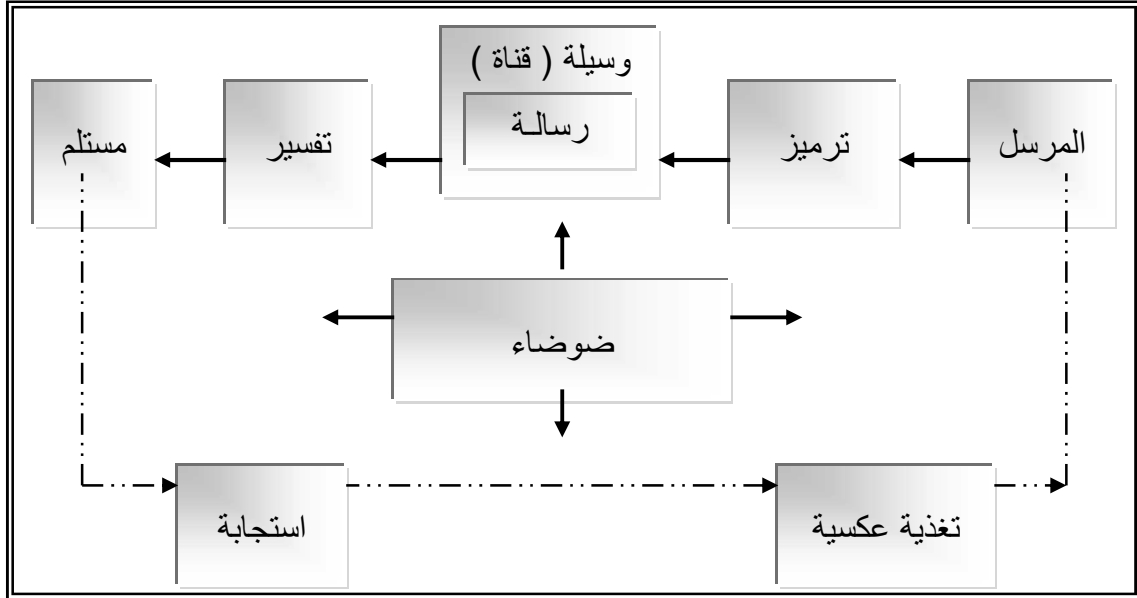 وسيلة ( قناة )
رسالـة
المرسل
ترميز
تفسير
مستلم
ضوضاء
تغذية عكسية
استجابة